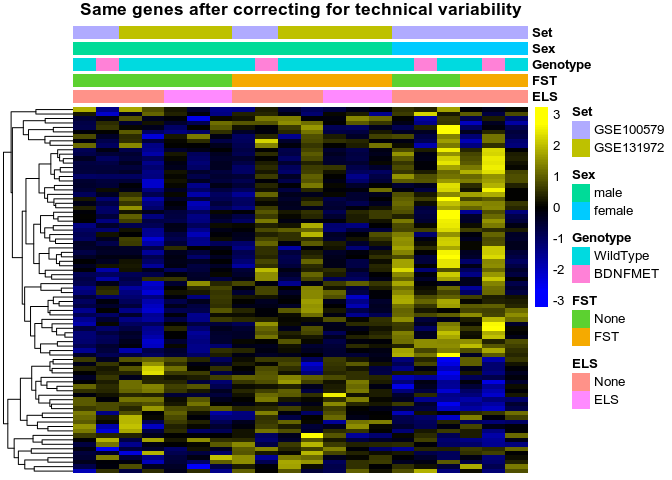 Same genes after correcting for technical variability
Set
Sex
Genotype
FST
ELS
3
2
1
0
-1
-2
-3
Set
GSE100579
GSE131972
Sex
male
female
Genotype
WildType
BDNFMET
FST
None
FST
ELS
None
ELS